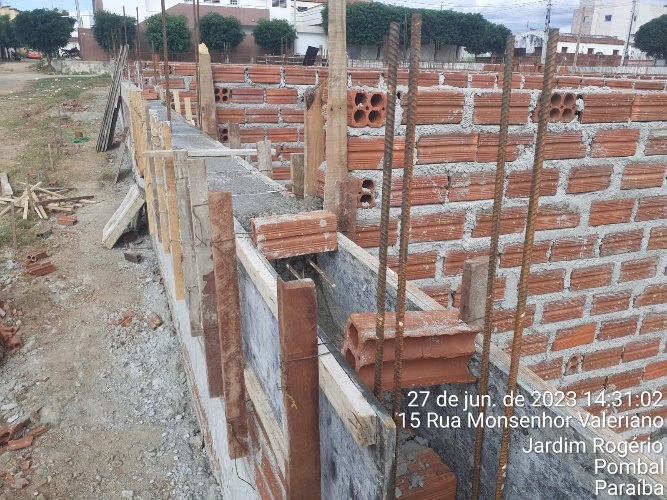 27 de jun. de 2023 14:31:02
15 Rua Monsenhor Valeriano
Jardim Rogério
Pombal
Paraíba